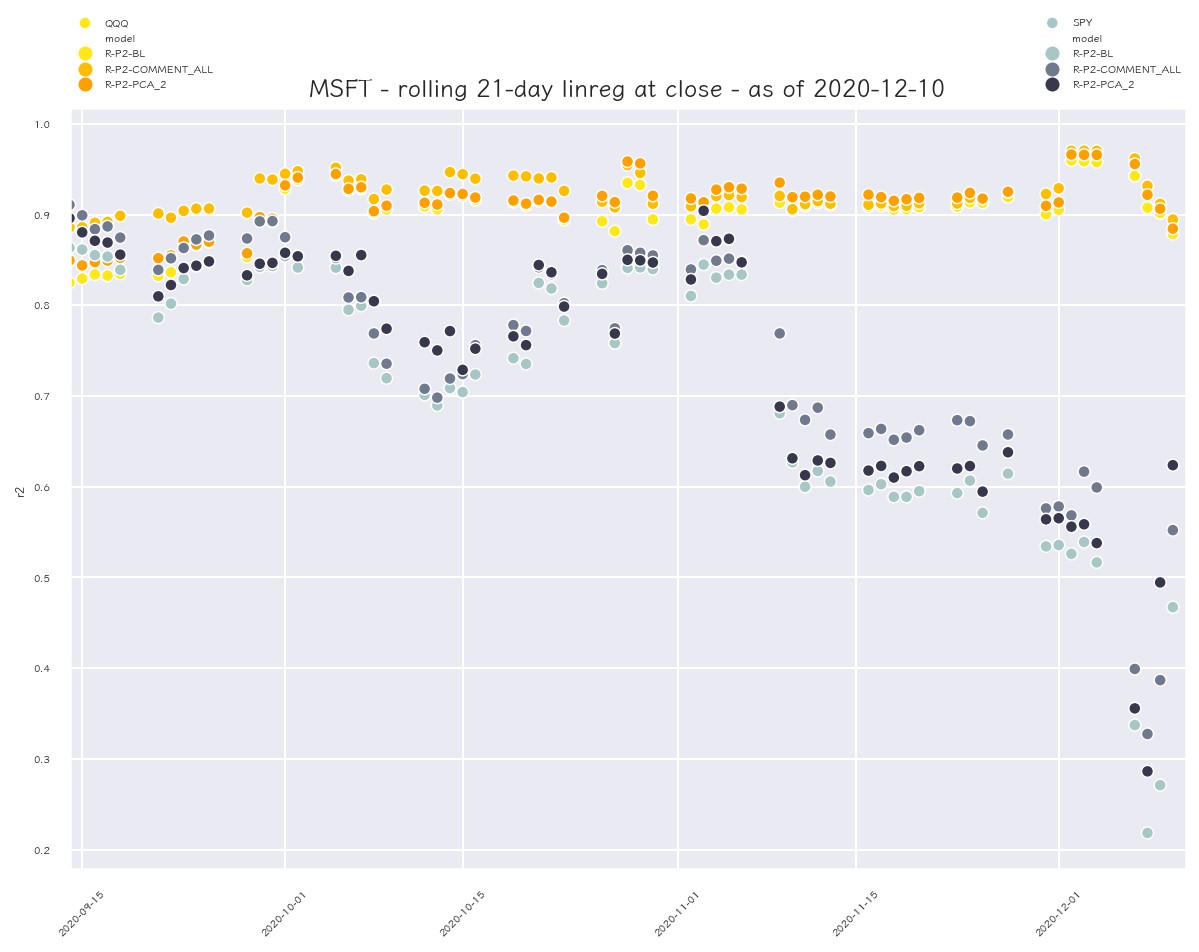 QQQ
model
R-P2-BL
R-P2-COMMENT_ALL
R-P2-PCA_2
SPY
model
R-P2-BL
R-P2-COMMENT_ALL
R-P2-PCA_2
MSFT - rolling 21-day linreg at close - as of 2020-12-10
1.0
0.9
0.8
0.7
0.6
0.5
0.4
0.3
0.2
r2
2020-09-15
2020-10-01
2020-10-15
2020-11-01
2020-11-15
2020-12-01